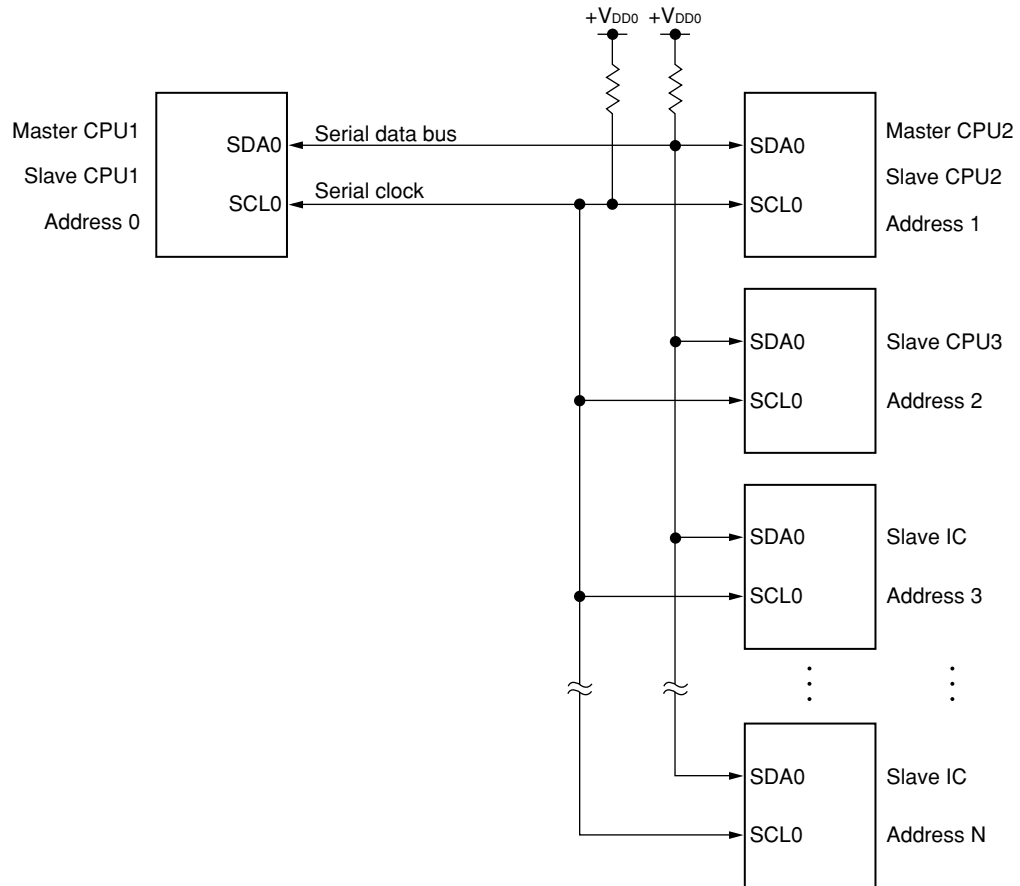 +VDD0 +VDD0
Master CPU1
Slave CPU1
Address 0
SDA0
SCL0
Serial data bus
Serial clock
SDA0
SCL0
Master CPU2
Slave CPU2
Address 1
SDA0
SCL0
Slave CPU3
Address 2
SDA0
SCL0
Slave IC
Address 3
SDA0
SCL0
Slave IC
Address N